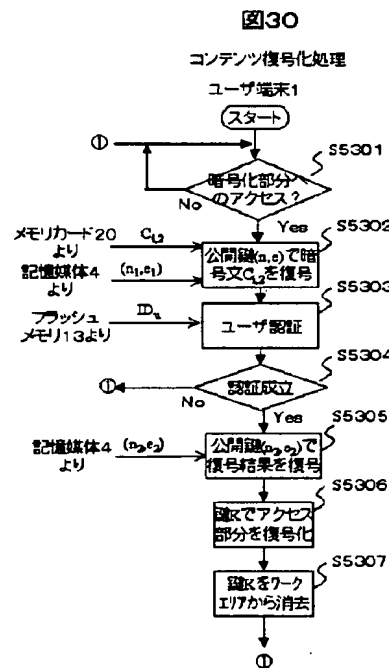 図30
コンテンツ復号化処理
ユーザ端末1
スタート
①
S5301
暗号化部分へ
のアクセス?
No
Yes
S5302
メモリカード20
より
C1,2
公開鍵(n,e)で暗
号文C1,2を復号
記憶媒体4
より
(n1,e1)
S5303
フラッシュ
メモリ13より
IDu
ユーザ認証
S5304
認証成立
①
No
Yes
S5305
記憶媒体4
より
(n2,e2)
公開鍵(n2,e2)で
復号結果を復号
S5306
鍵Kでアクセス
部分を復号化
S5307
鍵Kをワーク
エリアから消去
①